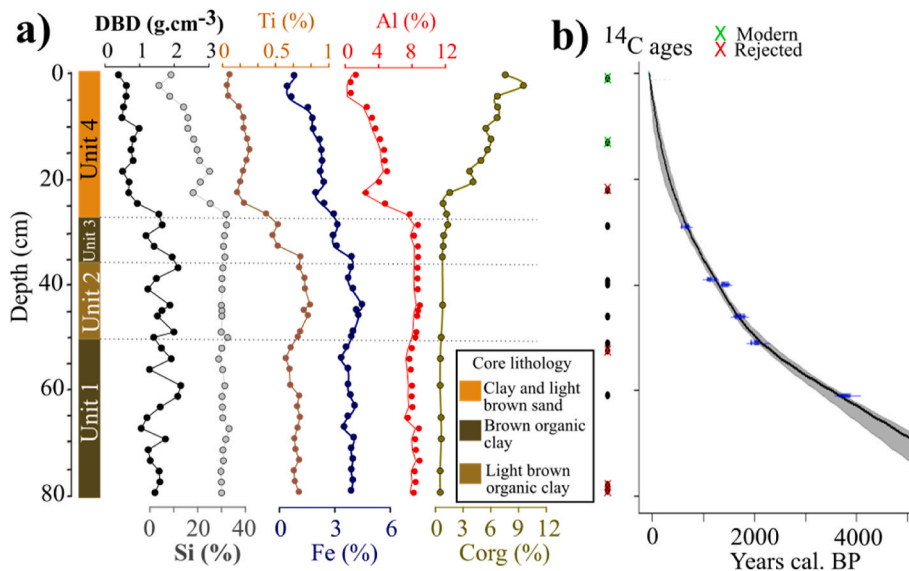 a)
DBD (g.cm-3)
0 1 2 3
Ti (%)
0 0.5 1
Al (%)
0 4 8 12
b)
14C ages
Modern
Rejected
Depth (cm)
0
20
40
60
80
Unit 4
Unit 3
Unit 2
Unit 1
Core lithology
Clay and light
brown sand
Brown organic
clay
Light brown
organic clay
0 20 40
Si (%)
0 3 6
Fe (%)
0 3 6 9 12
Corg (%)
0 2000 4000
Years cal. BP